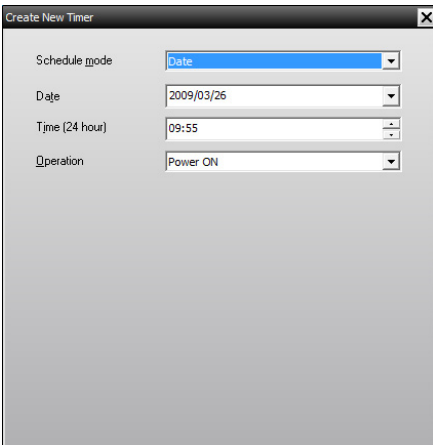 Create New Timer
Schedule mode Date
Date 2009/03/26
Time (24 hour) 09:55
Operation Power ON